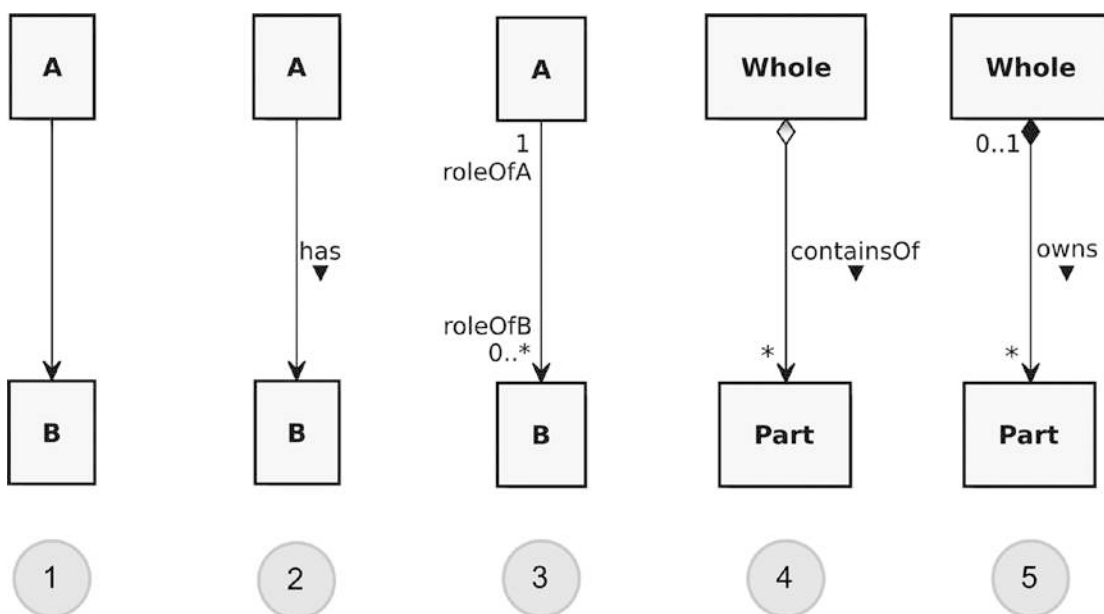 A
A
A
Whole
Whole
1
0..1
roleOfA
has
containsOf
owns
roleOfB
0..*
*
*
B
B
B
Part
Part
1
2
3
4
5